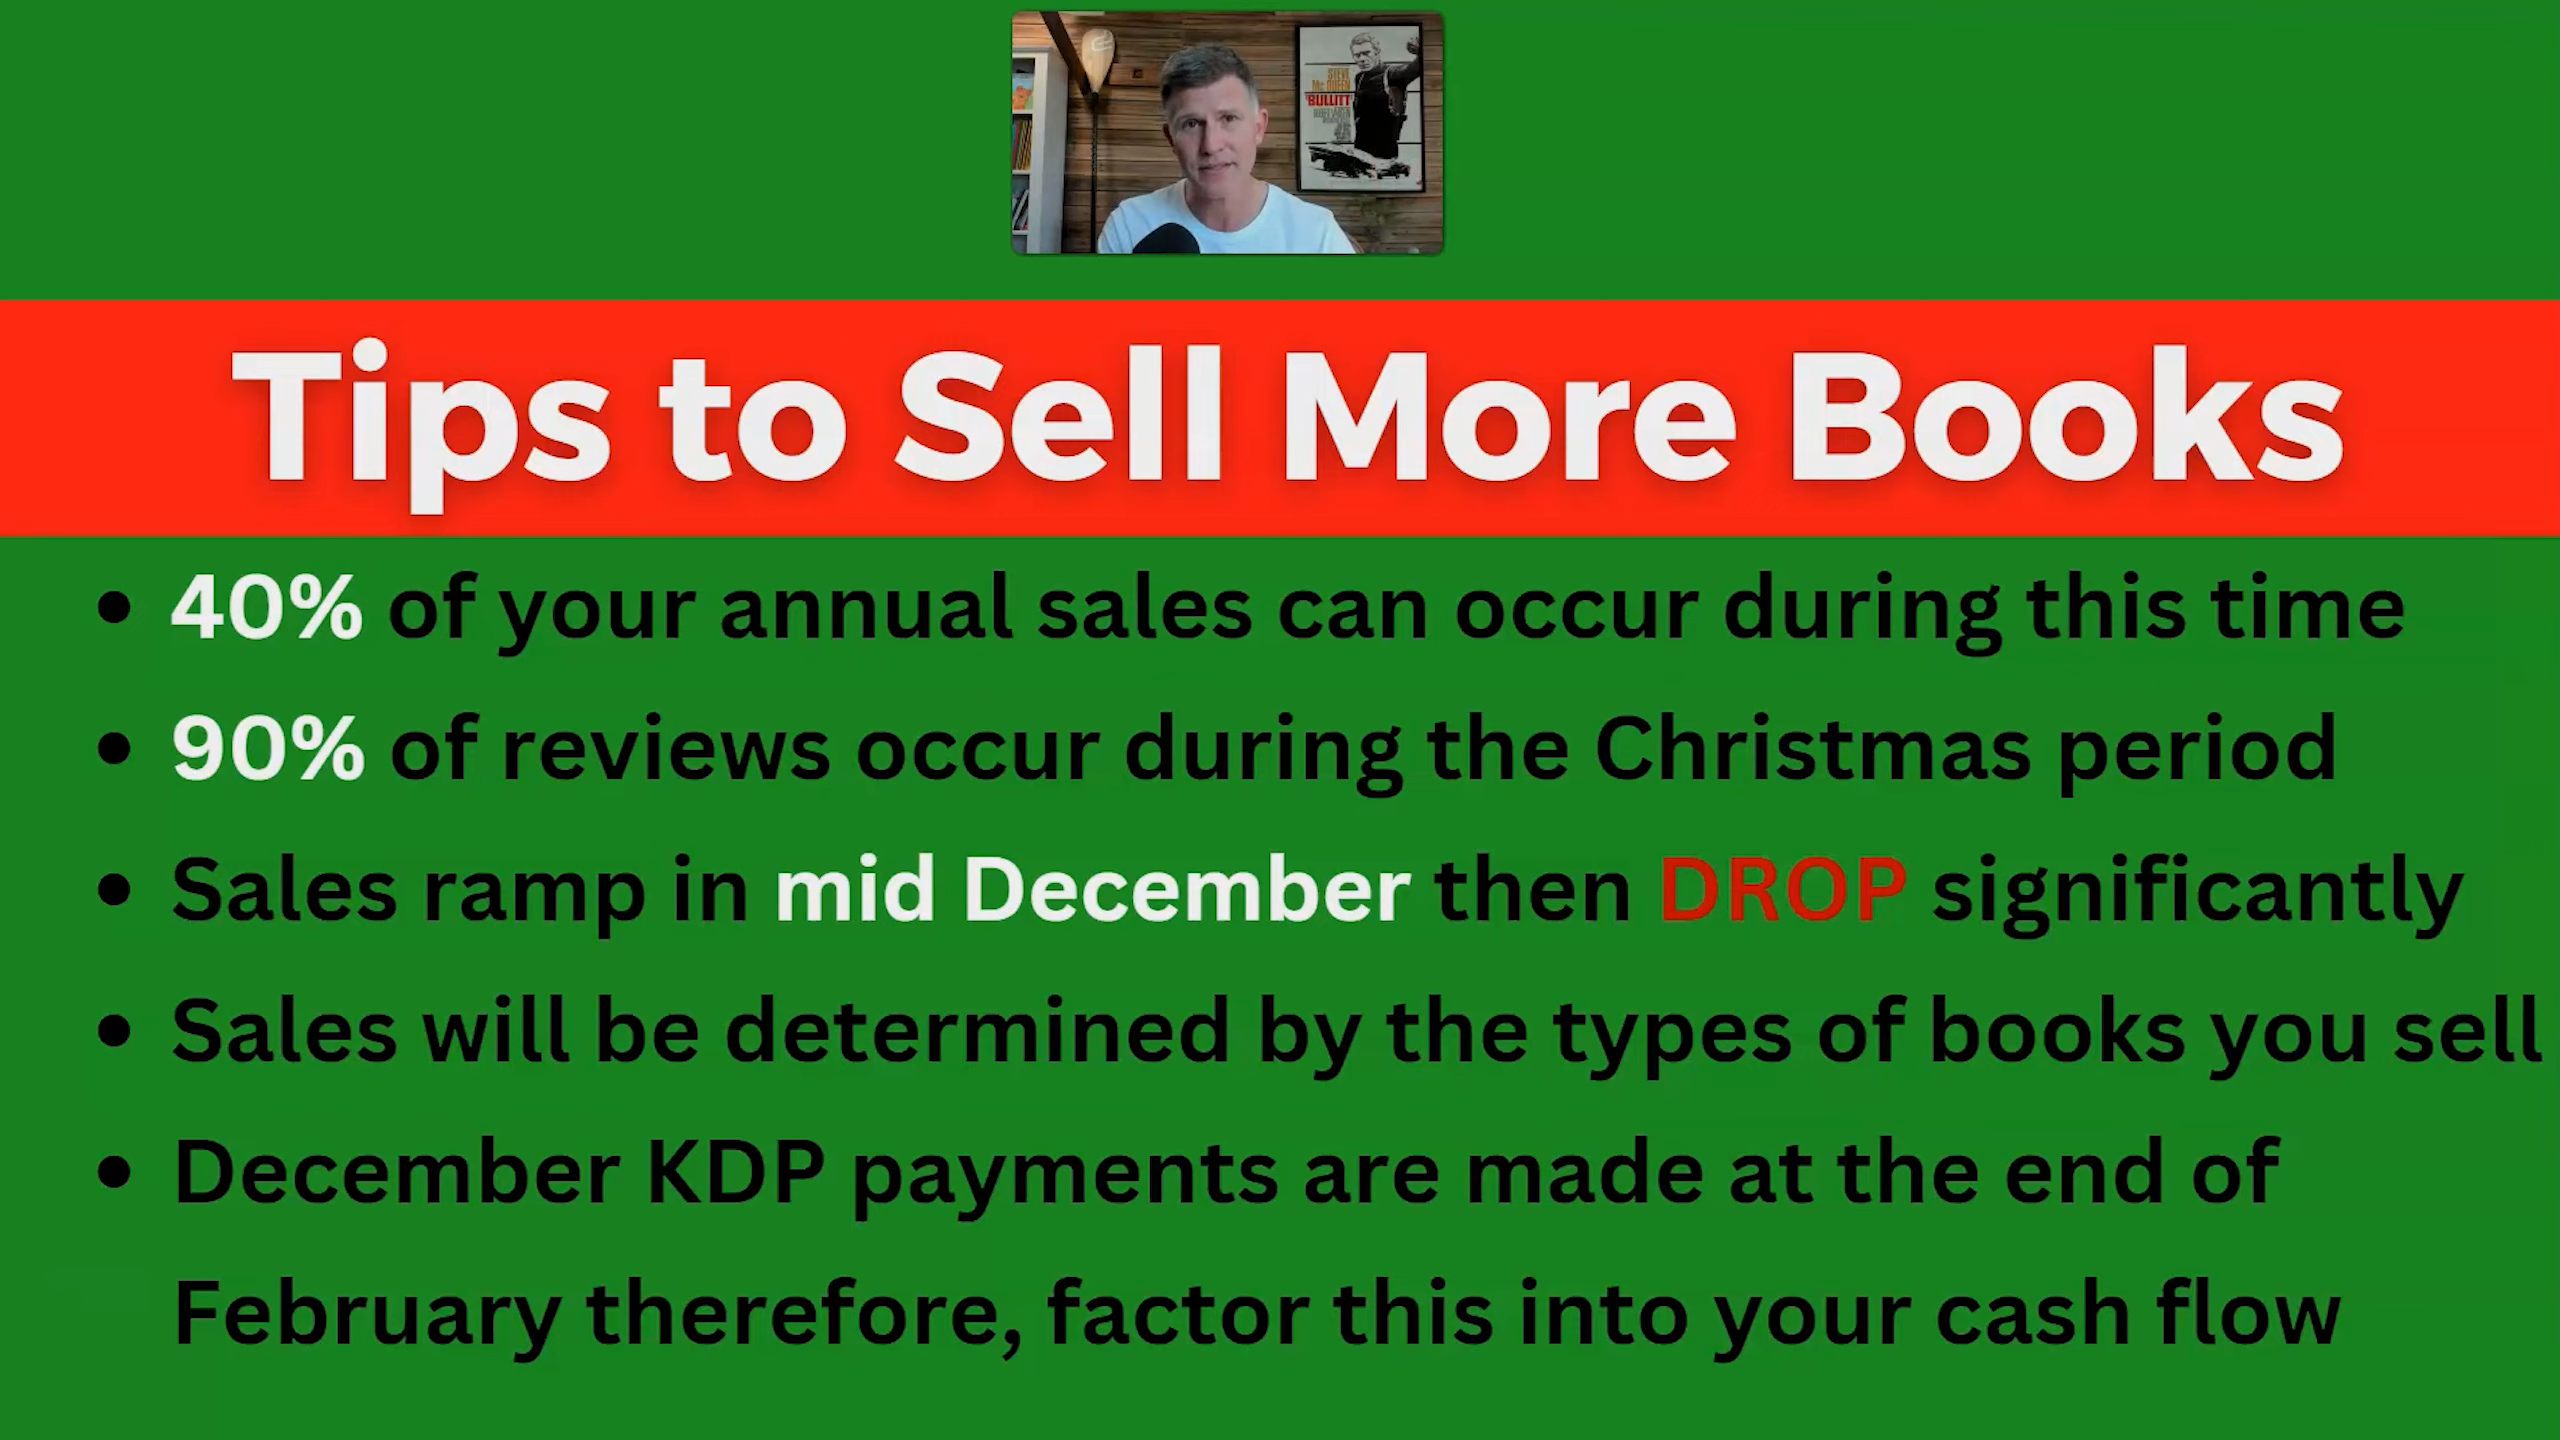 STEVE
McQUEEN
'BULLITT'
Tips to Sell More Books
• 40% of your annual sales can occur during this time
• 90% of reviews occur during the Christmas period
• Sales ramp in mid December then DROP significantly
• Sales will be determined by the types of books you sell
• December KDP payments are made at the end of
February therefore, factor this into your cash flow